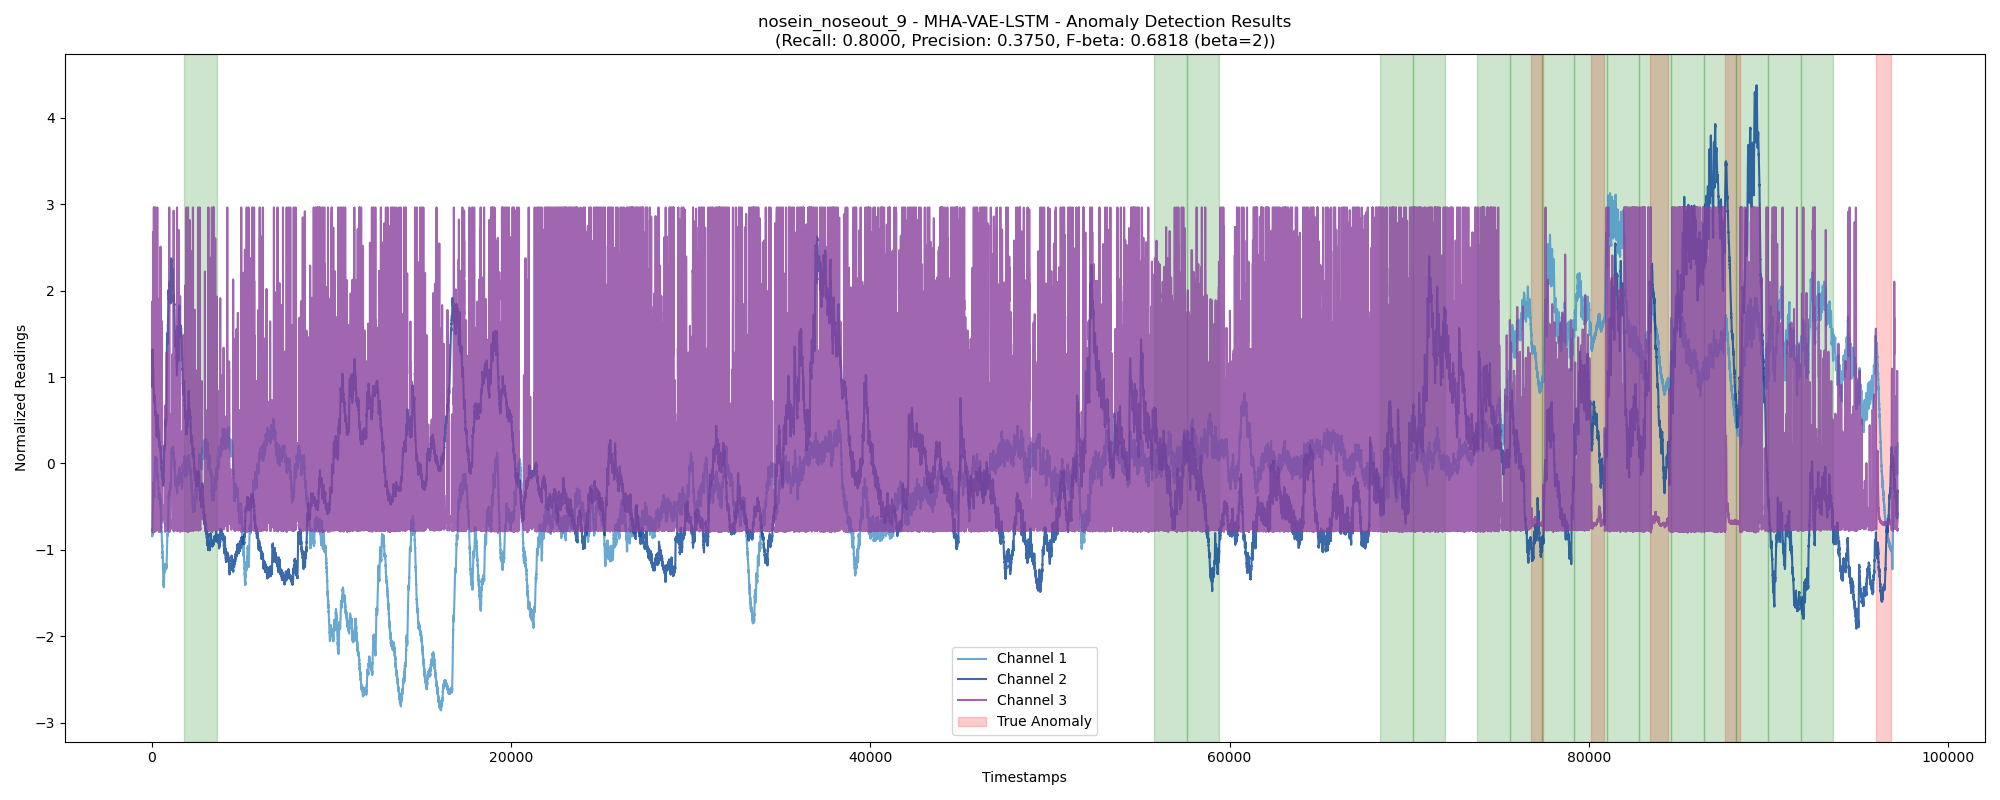 nosein_noseout_9 - MHA-VAE-LSTM - Anomaly Detection Results
(Recall: 0.8000, Precision: 0.3750, F-beta: 0.6818 (beta=2))
Normalized Readings
4
3
2
1
0
−1
−2
−3
Channel 1
Channel 2
Channel 3
True Anomaly
0
20000
40000
60000
80000
100000
Timestamps